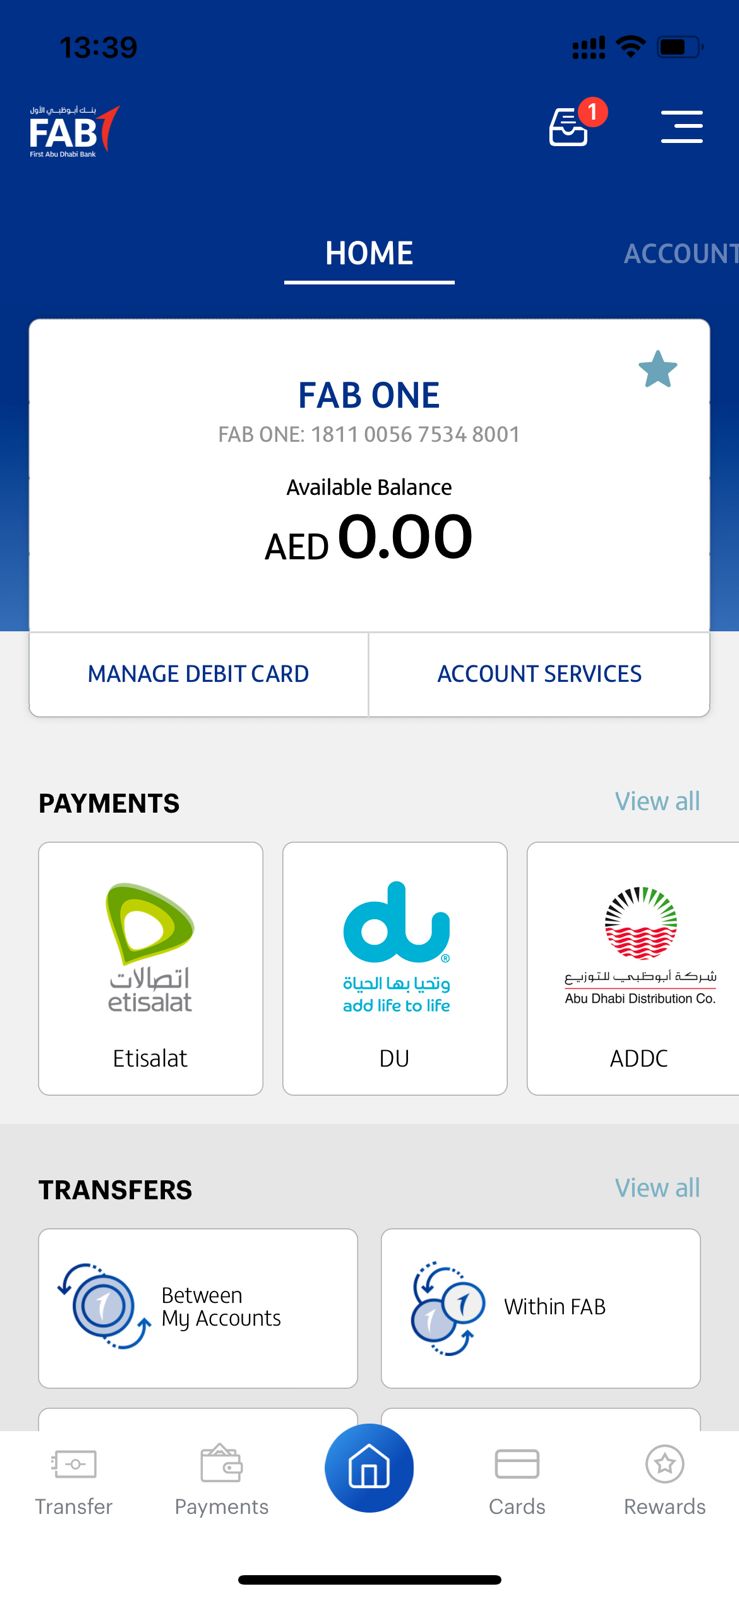 13:39
بنك أبوظبي الأول
FAB
First Abu Dhabi Bank
1
HOME
ACCOUNT
FAB ONE
FAB ONE: 1811 0056 7534 8001
Available Balance
AED 0.00
MANAGE DEBIT CARD
ACCOUNT SERVICES
PAYMENTS
View all
اتصالات
etisalat
Etisalat
du
وتحيا بها الحياة
add life to life
DU
شركة أبوظبي للتوزيع
Abu Dhabi Distribution Co.
ADDC
TRANSFERS
View all
Between
My Accounts
Within FAB
Transfer
Payments
Cards
Rewards